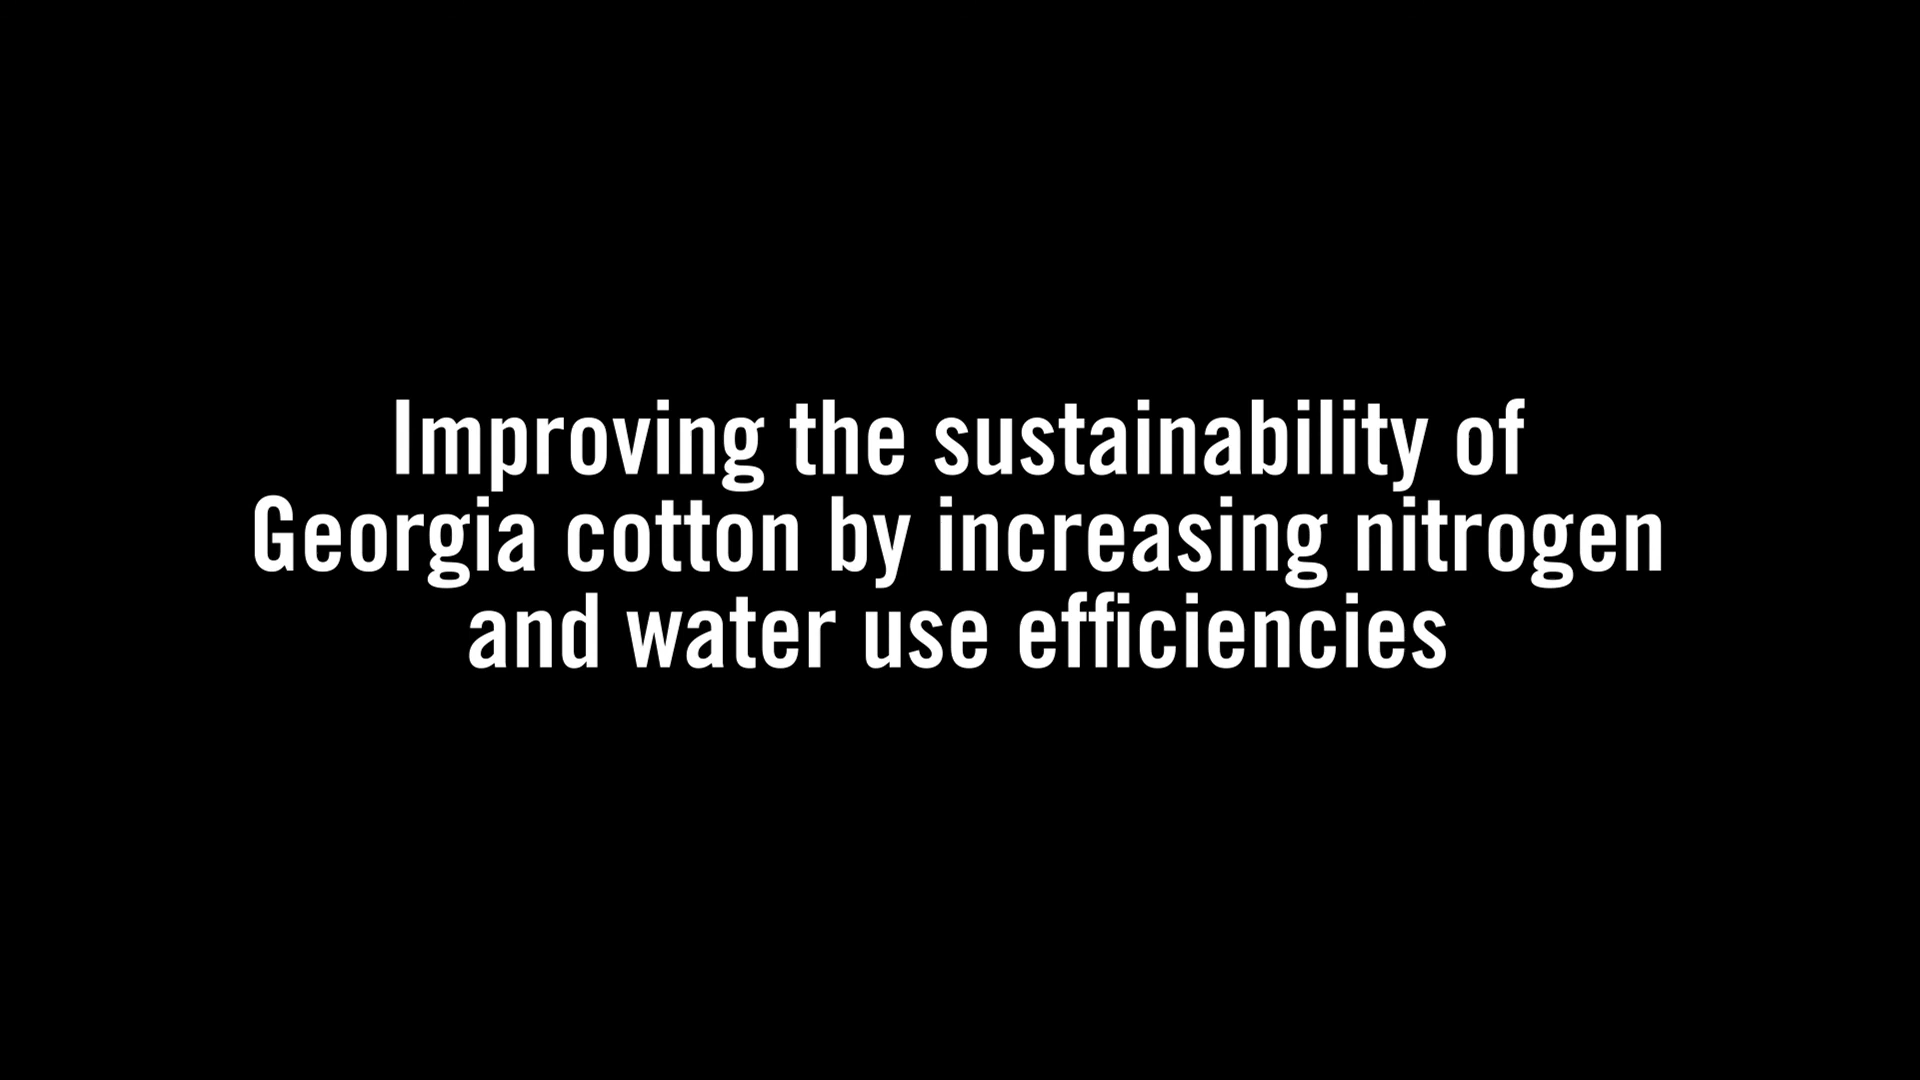 Improving the sustainability of
Georgia cotton by increasing nitrogen
and water use efficiencies